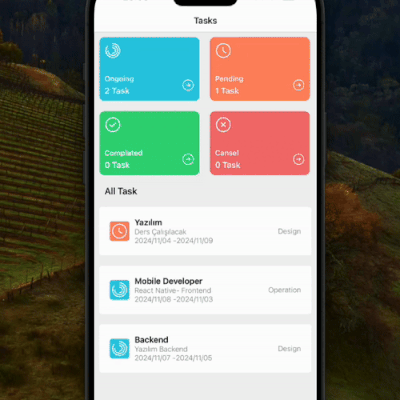 Tasks
Ongoing
2 Task
Pending
1 Task
Complated
0 Task
Cansel
0 Task
All Task
Yazılım
Ders Çalışılacak
Design
2024/11/04 -2024/11/09
Mobile Developer
React Native- Frontend
Operation
2024/11/08 -2024/11/03
Backend
Yazılım Backend
Design
2024/11/07 -2024/11/05